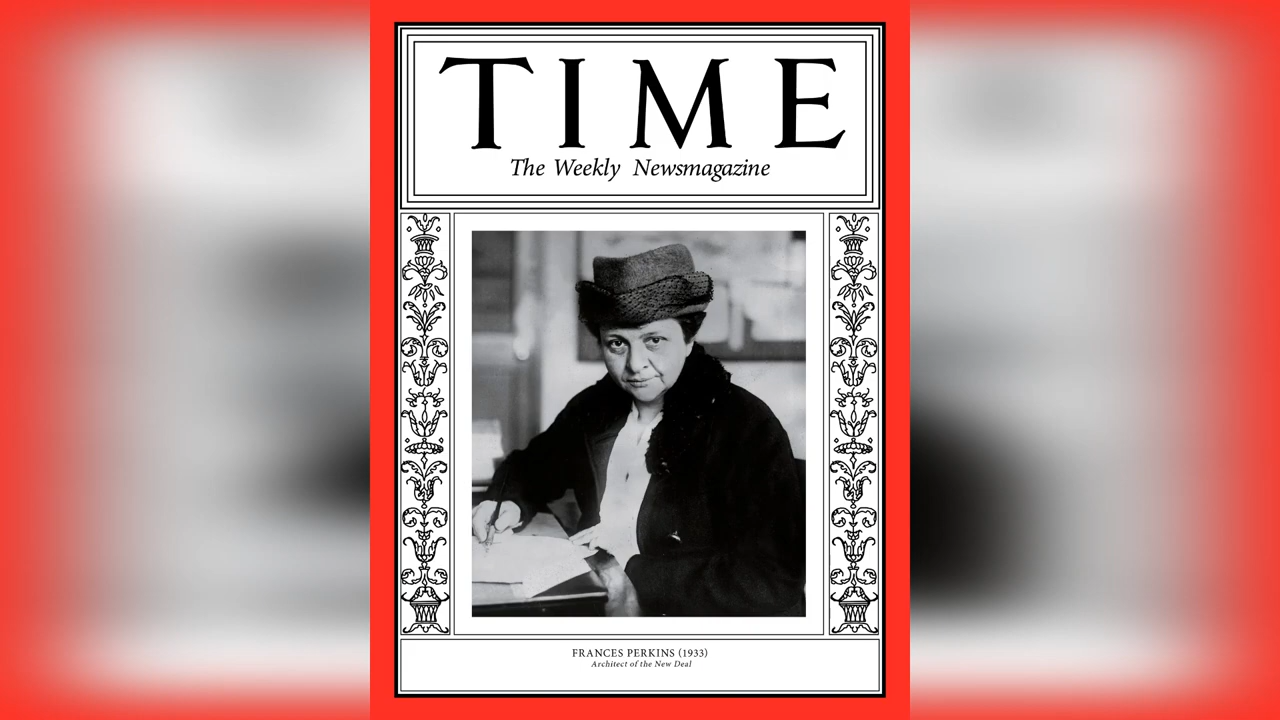 TIME
The Weekly Newsmagazine
FRANCES PERKINS (1933)
Architect of the New Deal